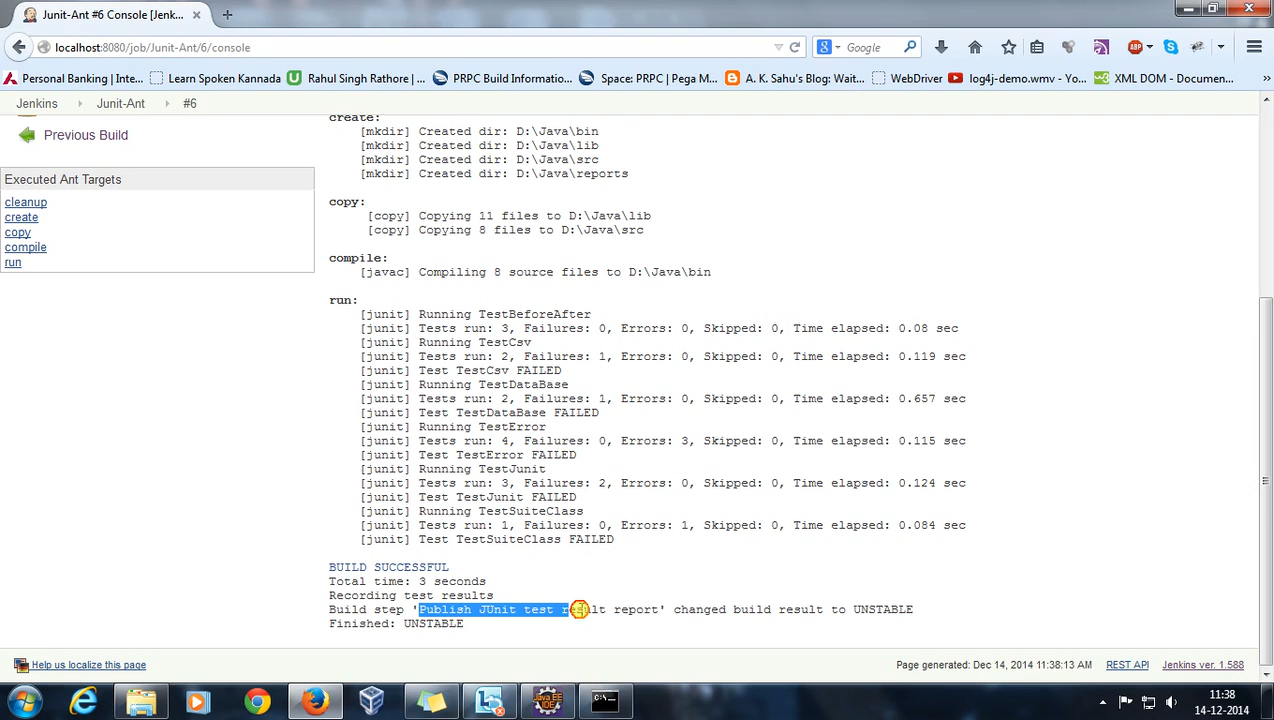 Junit-Ant #6 Console [Jenk...
localhost:8080/job/Junit-Ant/6/console
Google
ABP
Personal Banking | Inte...
Learn Spoken Kannada
Rahul Singh Rathore | ...
PRPC Build Informatio...
Space: PRPC | Pega M...
A. K. Sahu's Blog: Wait...
WebDriver
log4j-demo.wmv - Yo...
XML DOM - Documen...
Jenkins
Junit-Ant
#6
Previous Build
Executed Ant Targets
cleanup
create
copy
compile
run
create:
[mkdir] Created dir: D:\Java\bin
[mkdir] Created dir: D:\Java\lib
[mkdir] Created dir: D:\Java\src
[mkdir] Created dir: D:\Java\reports
copy:
[copy] Copying 11 files to D:\Java\lib
[copy] Copying 8 files to D:\Java\src
compile:
[javac] Compiling 8 source files to D:\Java\bin
run:
[junit] Running TestBeforeAfter
[junit] Tests run: 3, Failures: 0, Errors: 0, Skipped: 0, Time elapsed: 0.08 sec
[junit] Running TestCsv
[junit] Tests run: 2, Failures: 1, Errors: 0, Skipped: 0, Time elapsed: 0.119 sec
[junit] Test TestCsv FAILED
[junit] Running TestDataBase
[junit] Tests run: 2, Failures: 1, Errors: 0, Skipped: 0, Time elapsed: 0.657 sec
[junit] Test TestDataBase FAILED
[junit] Running TestError
[junit] Tests run: 4, Failures: 0, Errors: 3, Skipped: 0, Time elapsed: 0.115 sec
[junit] Test TestError FAILED
[junit] Running TestJunit
[junit] Tests run: 3, Failures: 2, Errors: 0, Skipped: 0, Time elapsed: 0.124 sec
[junit] Test TestJunit FAILED
[junit] Running TestSuiteClass
[junit] Tests run: 1, Failures: 0, Errors: 1, Skipped: 0, Time elapsed: 0.084 sec
[junit] Test TestSuiteClass FAILED
BUILD SUCCESSFUL
Total time: 3 seconds
Recording test results
Build step 'Publish JUnit test result report' changed build result to UNSTABLE
Finished: UNSTABLE
Help us localize this page
Page generated: Dec 14, 2014 11:38:13 AM
REST API
Jenkins ver. 1.588
11:38
14-12-2014